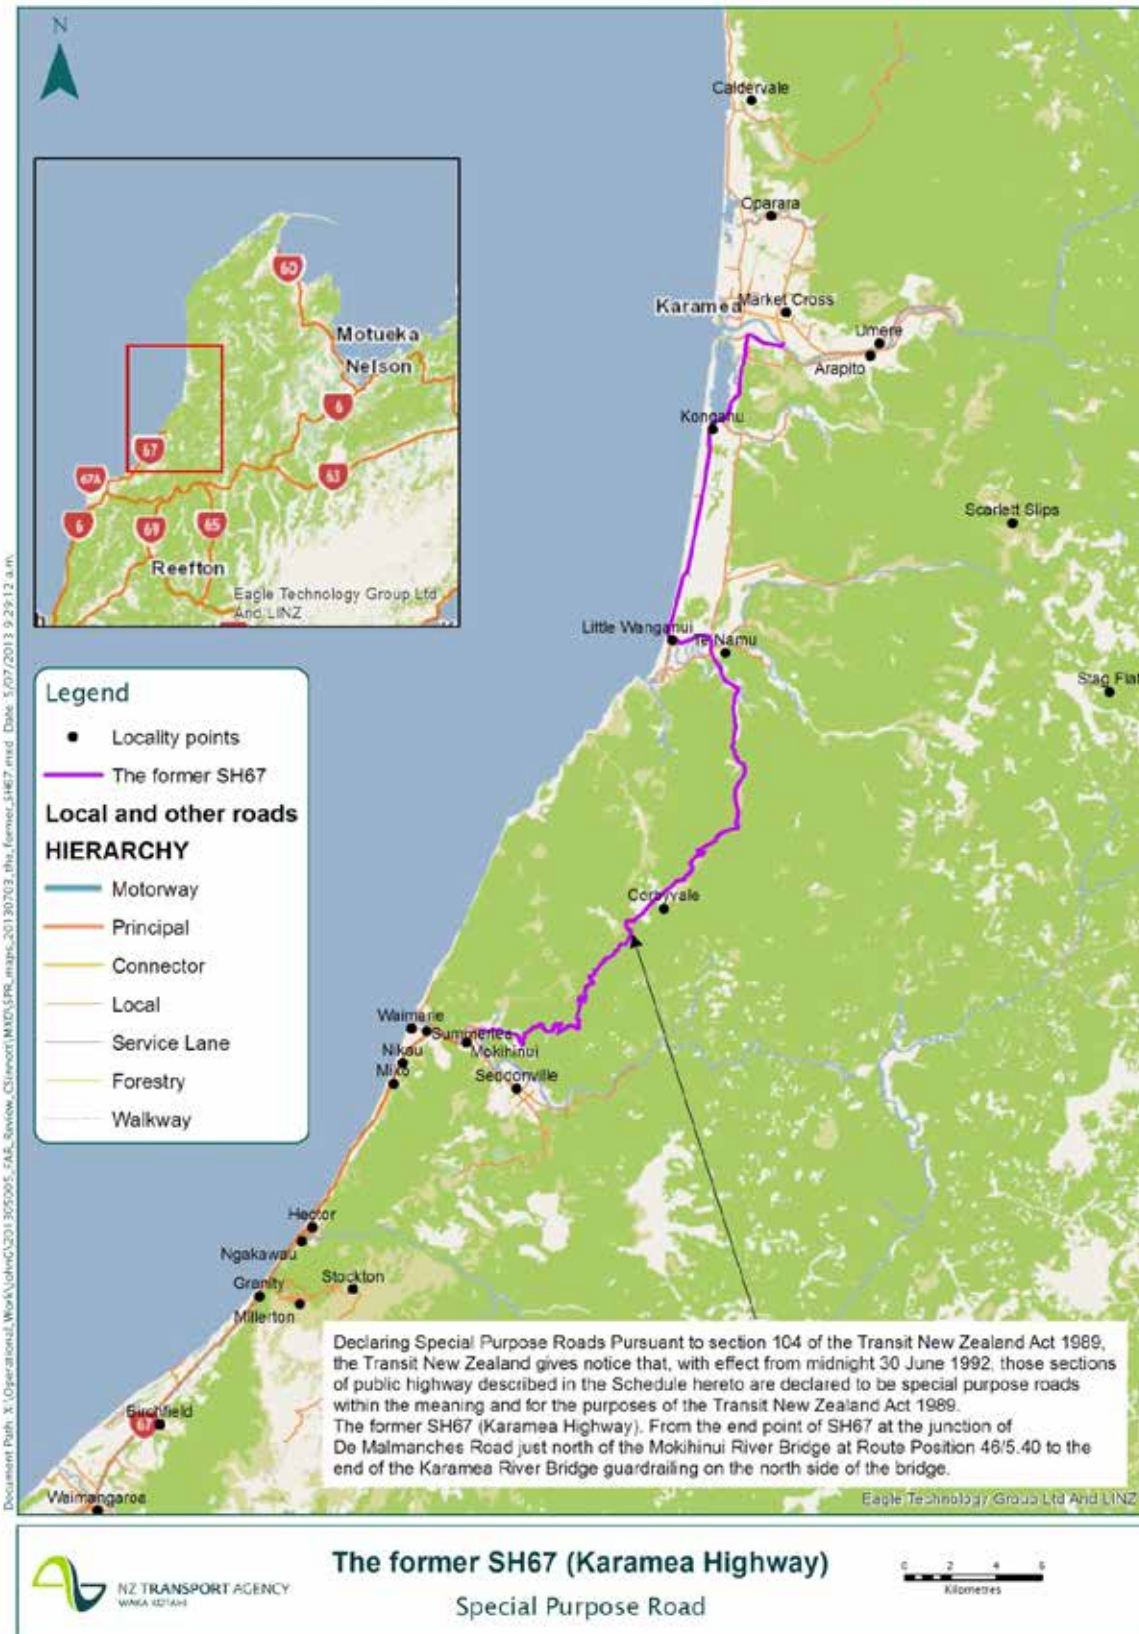 N
Caldervale
Oparara
Karamea
Market Cross
Umere
Arapito
Kongahu
Scarlett Slips
Little Wanganui
Te Namu
Stag Flat
Corbyvale
Waimarie
Summerlea
Mokihinui
Nikau
Miko
Seddonville
Hector
Ngakawau
Granity
Stockton
Millerton
Birchfield
67
Waimangaroa
60
Motueka
Nelson
6
67
63
67A
6
69
65
Reefton
Eagle Technology Group Ltd
And LINZ
Legend
Locality points
The former SH67
Local and other roads
HIERARCHY
Motorway
Principal
Connector
Local
Service Lane
Forestry
Walkway
Declaring Special Purpose Roads Pursuant to section 104 of the Transit New Zealand Act 1989,
the Transit New Zealand gives notice that, with effect from midnight 30 June 1992, those sections
of public highway described in the Schedule hereto are declared to be special purpose roads
within the meaning and for the purposes of the Transit New Zealand Act 1989.
The former SH67 (Karamea Highway). From the end point of SH67 at the junction of
De Malmanches Road just north of the Mokihinui River Bridge at Route Position 46/5.40 to the
end of the Karamea River Bridge guardrailing on the north side of the bridge.
Eagle Technology Group Ltd And LINZ
NZ TRANSPORT AGENCY
WAKA KOTAHI
The former SH67 (Karamea Highway)
Special Purpose Road
0 2 4 6
Kilometres